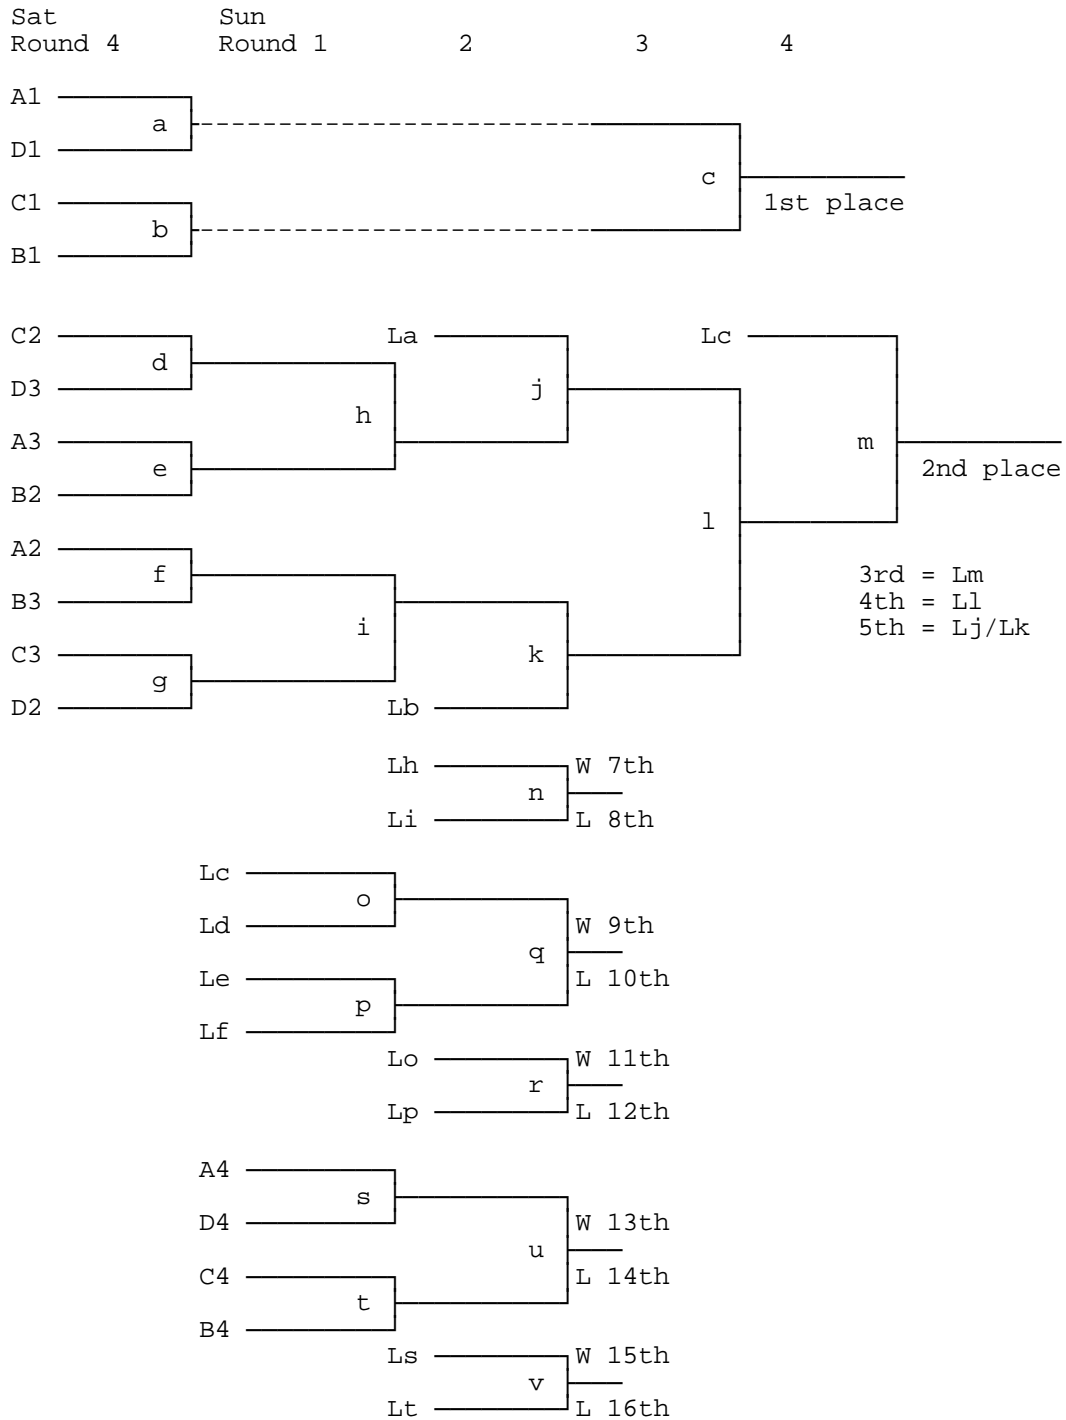 Sat Sun
Round 4 Round 1 2 3 4
A1
a
D1
c
C1
1st place
b
B1
C2 La Lc
d
D3 j
h
A3 m
e 2nd place
B2
l
A2
f 3rd = Lm
B3 4th = Ll
i 5th = Lj/Lk
C3 k
g
D2 Lb
Lh W 7th
n
Li L 8th
Lc
o
Ld W 9th
q
Le L 10th
p
Lf
Lo W 11th
r
Lp L 12th
A4
s
D4 W 13th
u
C4 L 14th
t
B4
Ls W 15th
v
Lt L 16th